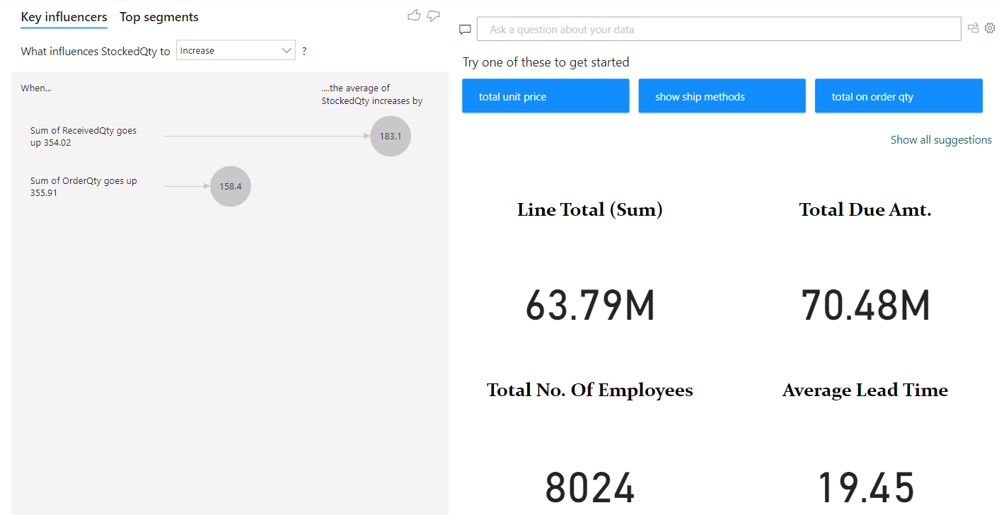 Key influencers Top segments
What influences StockedQty to Increase ?
When...
....the average of
StockedQty increases by
Sum of ReceivedQty goes
up 354.02
183.1
Sum of OrderQty goes up
355.91
158.4
Ask a question about your data
Try one of these to get started
total unit price
show ship methods
total on order qty
Show all suggestions
Line Total (Sum)
63.79M
Total Due Amt.
70.48M
Total No. Of Employees
8024
Average Lead Time
19.45